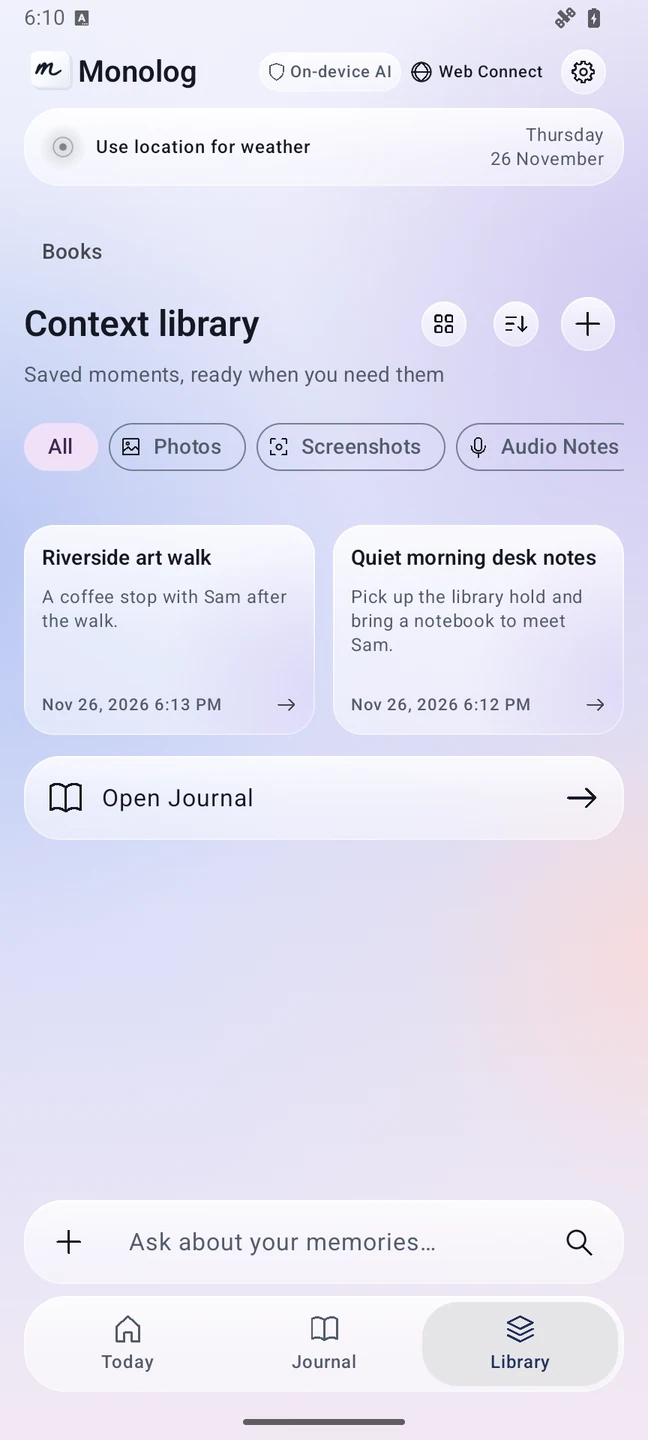 6:10
Monolog
On-device AI
Web Connect
Use location for weather
Thursday
26 November
Books
Context library
Saved moments, ready when you need them
All
Photos
Screenshots
Audio Notes
Riverside art walk
A coffee stop with Sam after
the walk.
Nov 26, 2026 6:13 PM
Quiet morning desk notes
Pick up the library hold and
bring a notebook to meet
Sam.
Nov 26, 2026 6:12 PM
Open Journal
Ask about your memories…
Today
Journal
Library